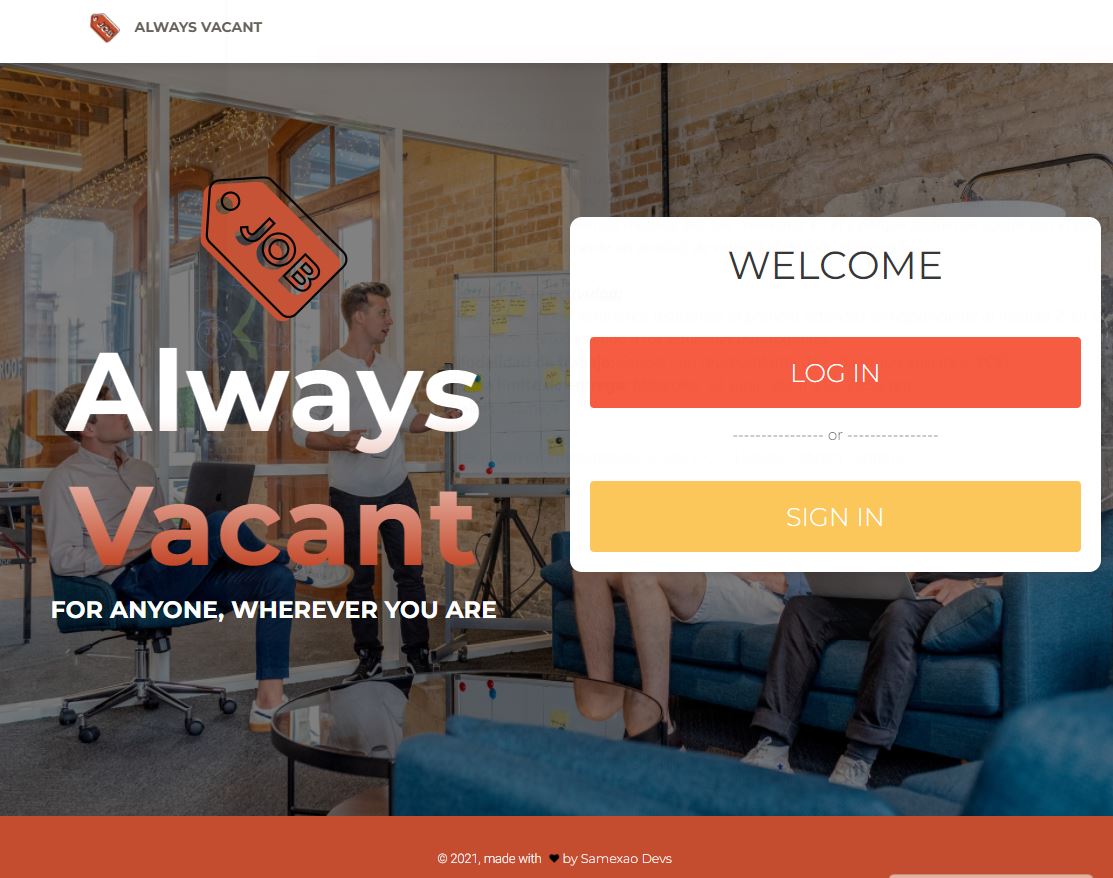 ALWAYS VACANT
JOB
Always
Vacant
FOR ANYONE, WHEREVER YOU ARE
WELCOME
LOG IN
---------------- or ----------------
SIGN IN
© 2021, made with ♥ by Samexao Devs